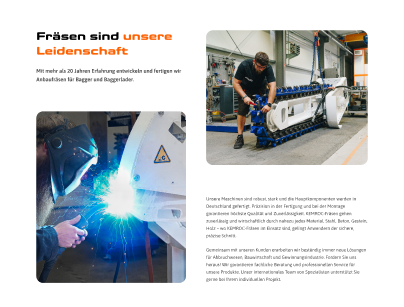 Fräsen sind unsere
Leidenschaft
Mit mehr als 20 Jahren Erfahrung entwickeln und fertigen wir
Anbaufräsen für Bagger und Baggerlader.
Unsere Maschinen sind robust, stark und die Hauptkomponenten werden in
Deutschland gefertigt. Präzision in der Fertigung und bei der Montage
garantieren höchste Qualität und Zuverlässigkeit. KEMROC-Fräsen gehen
zuverlässig und wirtschaftlich durch nahezu jedes Material. Stahl, Beton, Gestein,
Holz – wo KEMROC-Fräsen im Einsatz sind, gelingt Anwendern der sichere,
präzise Schnitt.
Gemeinsam mit unseren Kunden erarbeiten wir beständig immer neue Lösungen
für Abbruchwesen, Bauwirtschaft und Gewinnungsindustrie. Fordern Sie uns
heraus! Wir garantieren fachliche Beratung und professionellen Service für
unsere Produkte. Unser internationales Team von Spezialisten unterstützt Sie
gerne bei Ihrem individuellen Projekt.